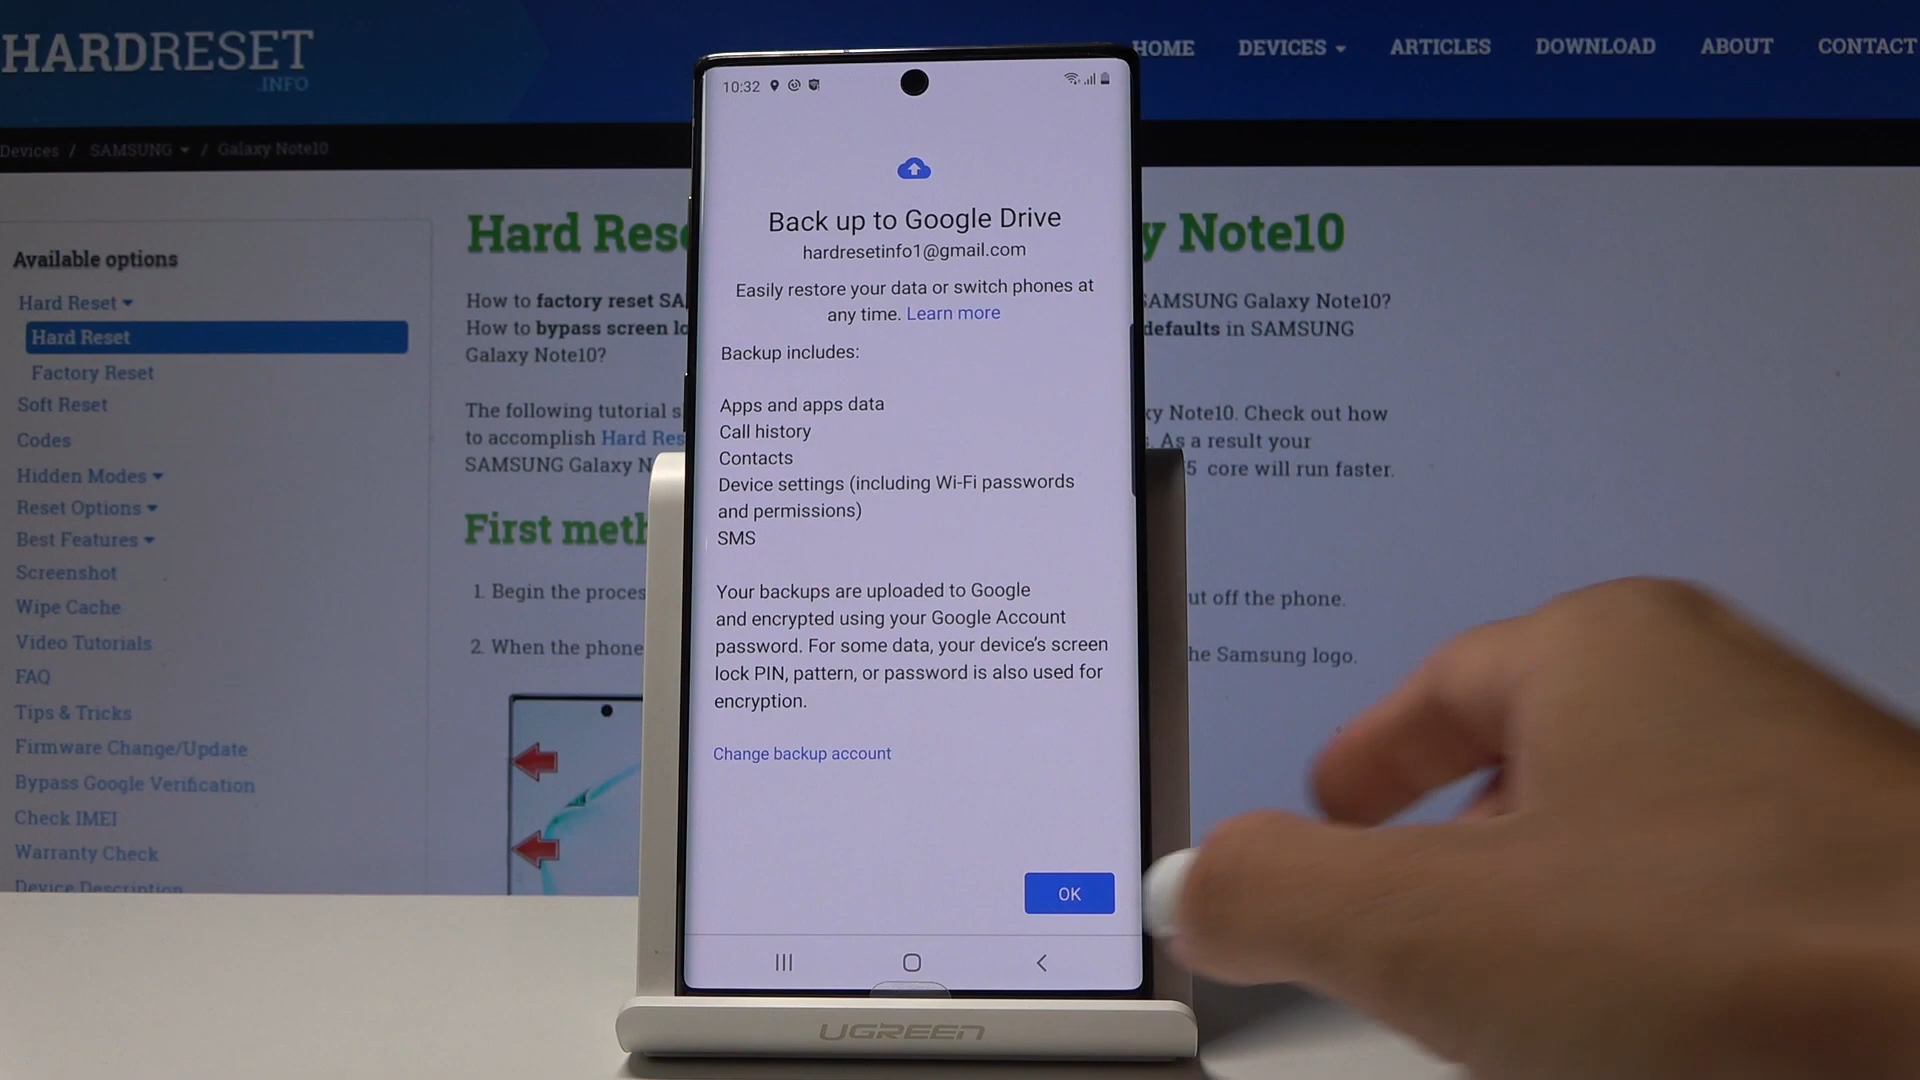 HARDRESET
.INFO
HOME DEVICES ARTICLES DOWNLOAD ABOUT CONTACT
Devices / SAMSUNG / Galaxy Note10
Available options
Hard Reset
Hard Reset
Factory Reset
Soft Reset
Codes
Hidden Modes
Reset Options
Best Features
Screenshot
Wipe Cache
Video Tutorials
FAQ
Tips & Tricks
Firmware Change/Update
Bypass Google Verification
Check IMEI
Warranty Check
Device Description
Hard Res
y Note10
How to factory reset SA
SAMSUNG Galaxy Note10?
How to bypass screen lo
defaults in SAMSUNG
Galaxy Note10?
The following tutorial s
xy Note10. Check out how
to accomplish Hard Res
As a result your
SAMSUNG Galaxy N
5 core will run faster.
First meth
1. Begin the proces
ut off the phone.
2. When the phone
he Samsung logo.
10:32
Back up to Google Drive
hardresetinfo1@gmail.com
Easily restore your data or switch phones at
any time. Learn more
Backup includes:
Apps and apps data
Call history
Contacts
Device settings (including Wi-Fi passwords
and permissions)
SMS
Your backups are uploaded to Google
and encrypted using your Google Account
password. For some data, your device's screen
lock PIN, pattern, or password is also used for
encryption.
Change backup account
OK
UGREEN